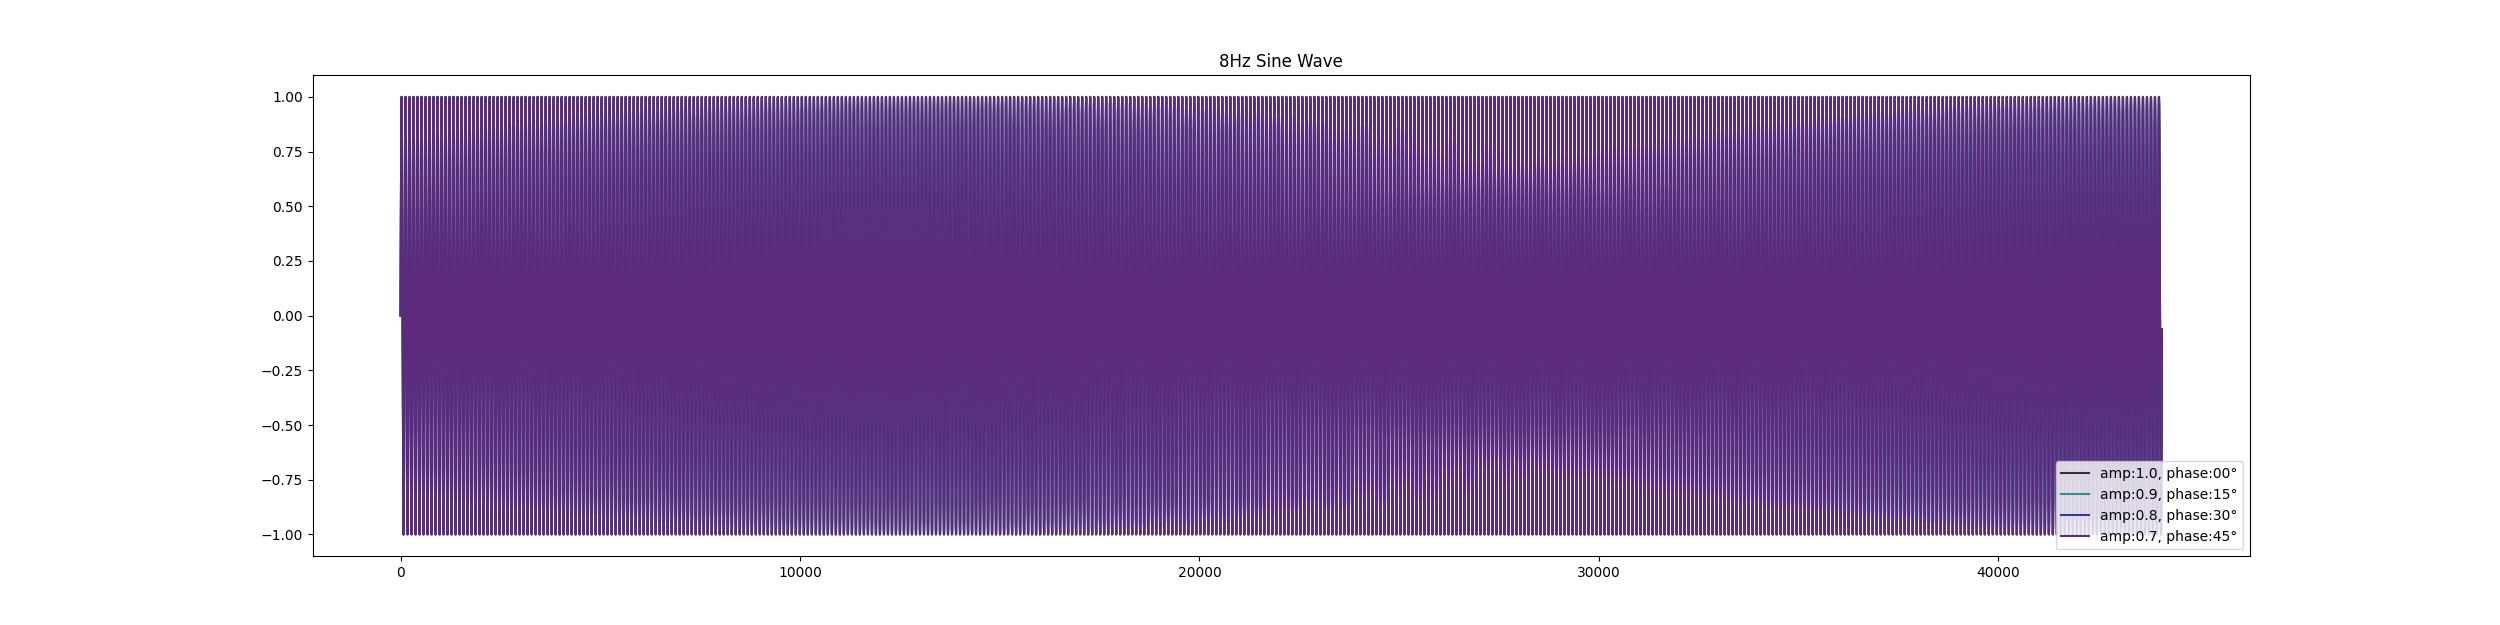 8Hz Sine Wave
1.00
0.75
0.50
0.25
0.00
−0.25
−0.50
−0.75
−1.00
amp:1.0, phase:00°
amp:0.9, phase:15°
amp:0.8, phase:30°
amp:0.7, phase:45°
0 10000 20000 30000 40000